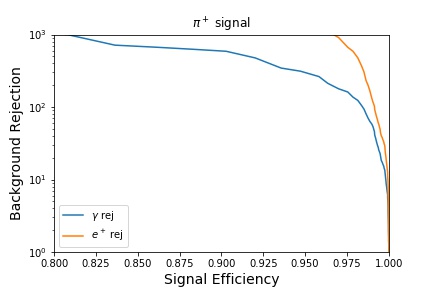 π⁺ signal
Background Rejection
10³
10²
10¹
10⁰
γ rej
e⁺ rej
0.800 0.825 0.850 0.875 0.900 0.925 0.950 0.975 1.000
Signal Efficiency